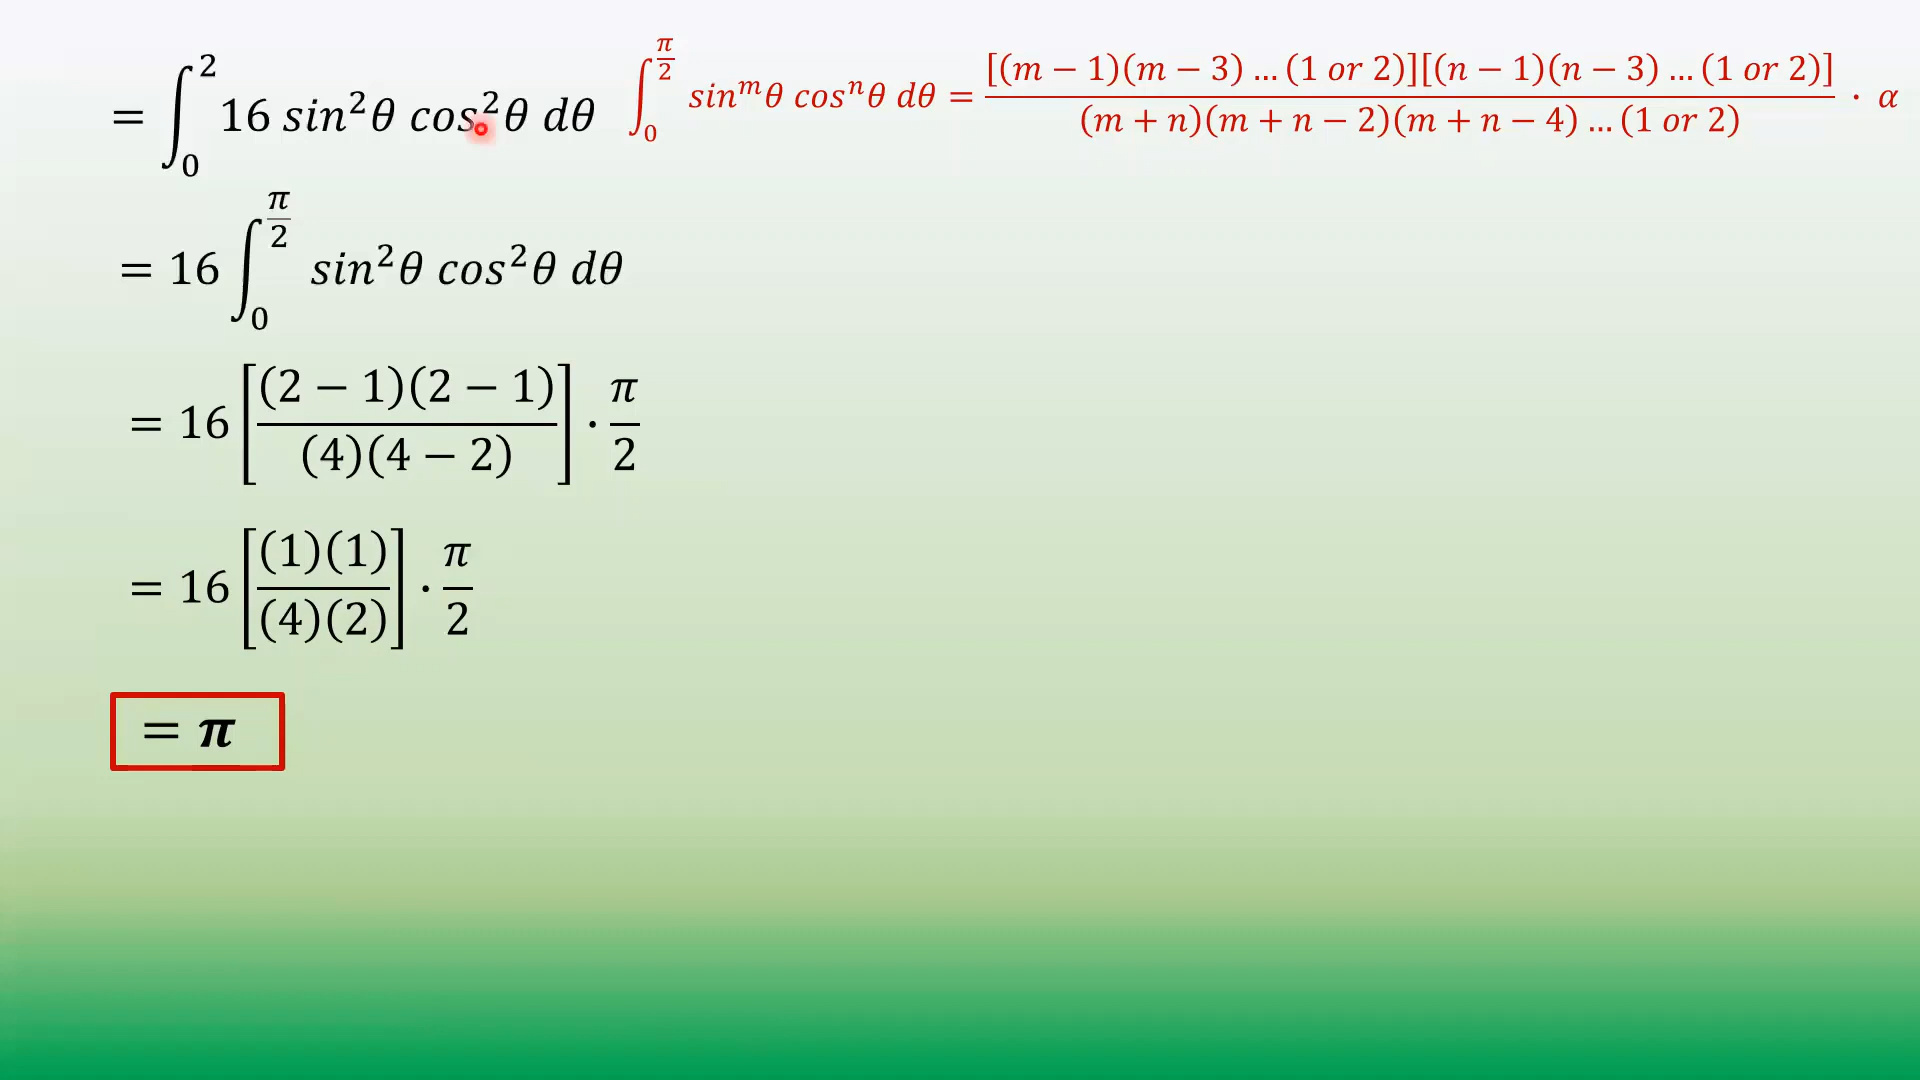 = ∫₀² 16 sin²θ cos²θ dθ
∫₀^(π/2) sinᵐθ cosⁿθ dθ = [(m − 1)(m − 3) … (1 or 2)][(n − 1)(n − 3) … (1 or 2)] / (m + n)(m + n − 2)(m + n − 4) … (1 or 2) · α
= 16 ∫₀^(π/2) sin²θ cos²θ dθ
= 16 [(2 − 1)(2 − 1) / (4)(4 − 2)] · π/2
= 16 [(1)(1) / (4)(2)] · π/2
= π